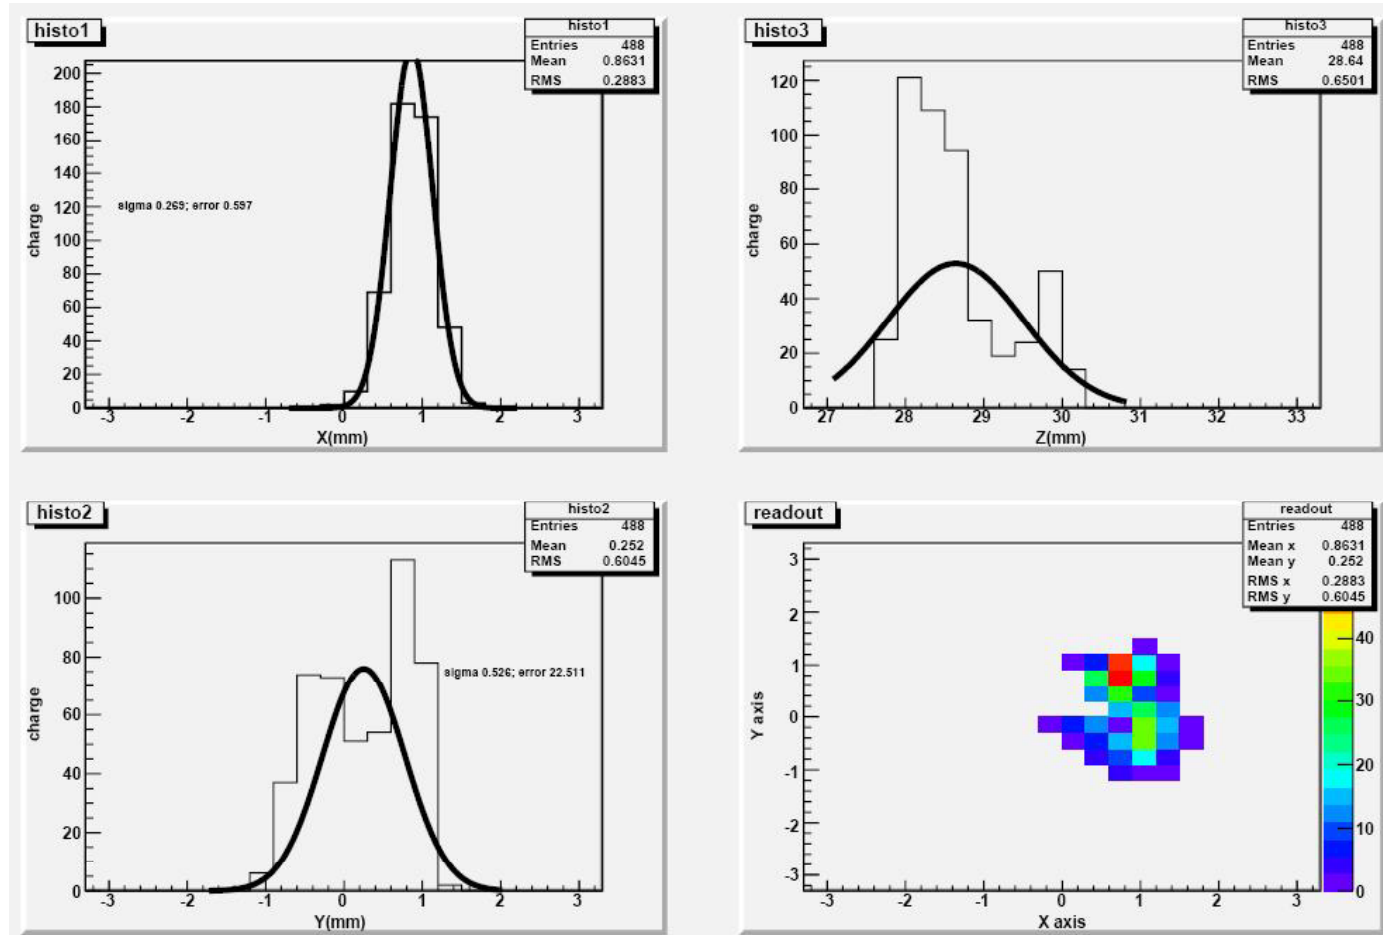 histo1
histo1
Entries 488
Mean 0.8631
RMS 0.2883
200
180
160
140
120
100
80
60
40
20
0
charge
sigma 0.269; error 0.597
-3 -2 -1 0 1 2 3
X(mm)
histo3
histo3
Entries 488
Mean 28.64
RMS 0.6501
120
100
80
60
40
20
0
charge
27 28 29 30 31 32 33
Z(mm)
histo2
histo2
Entries 488
Mean 0.252
RMS 0.6045
100
80
60
40
20
0
charge
sigma 0.526; error 22.511
-3 -2 -1 0 1 2 3
Y(mm)
readout
readout
Entries 488
Mean x 0.8631
Mean y 0.252
RMS x 0.2883
RMS y 0.6045
3
2
1
0
-1
-2
-3
Y axis
40
30
20
10
0
-3 -2 -1 0 1 2 3
X axis